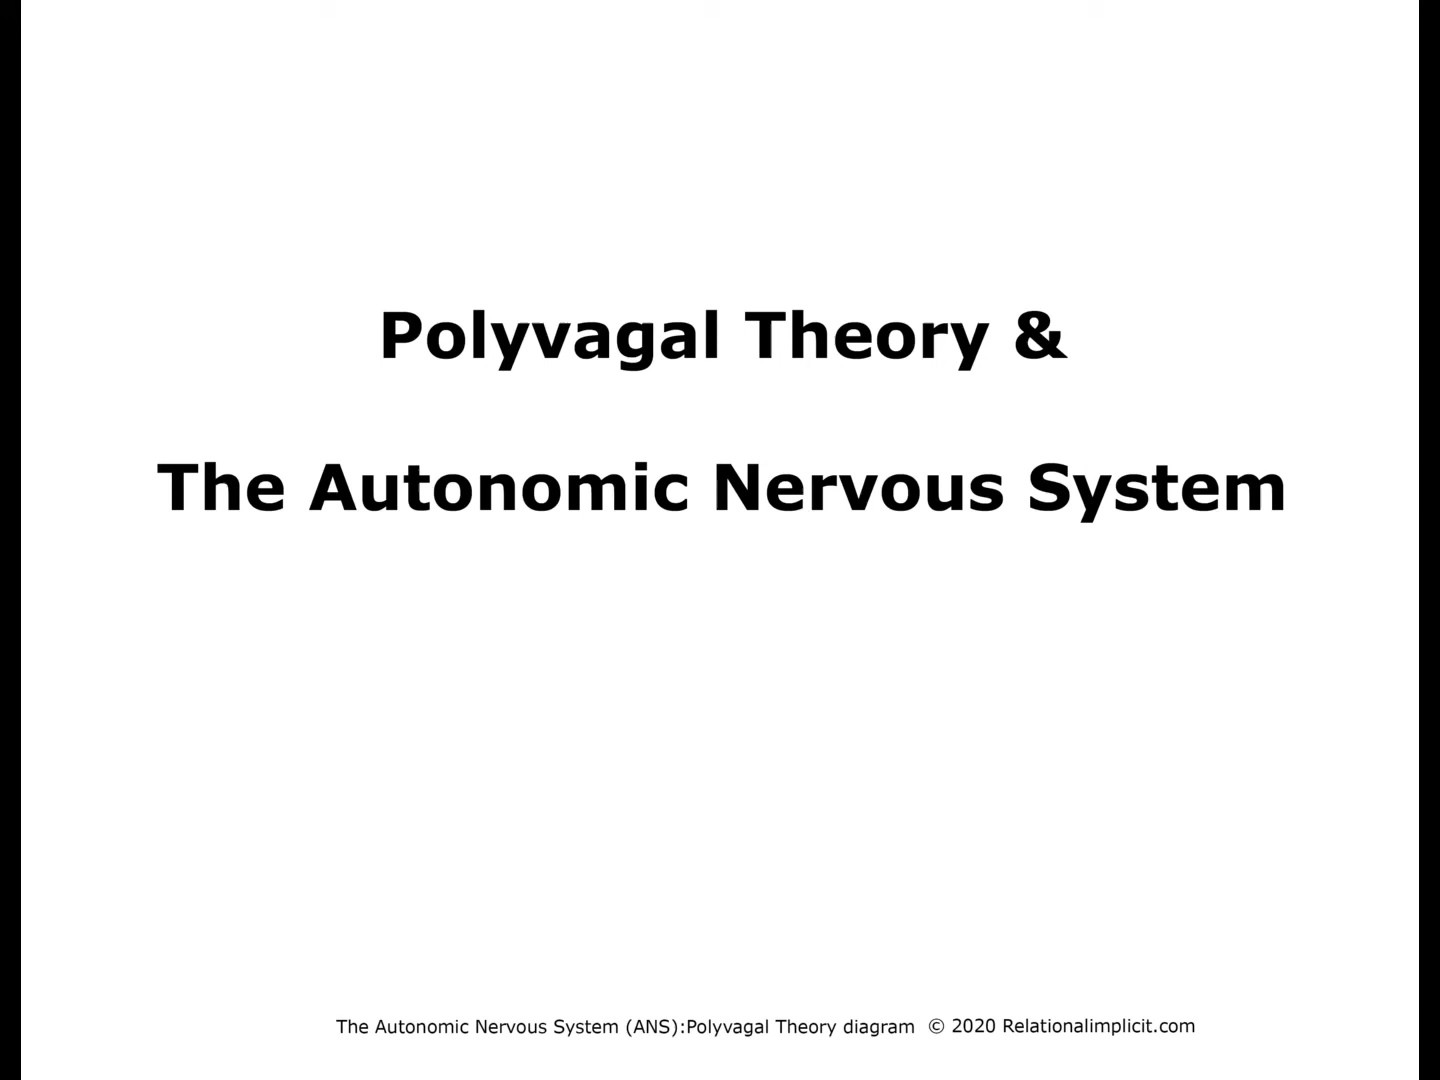 Polyvagal Theory &
The Autonomic Nervous System
The Autonomic Nervous System (ANS):Polyvagal Theory diagram © 2020 Relationalimplicit.com